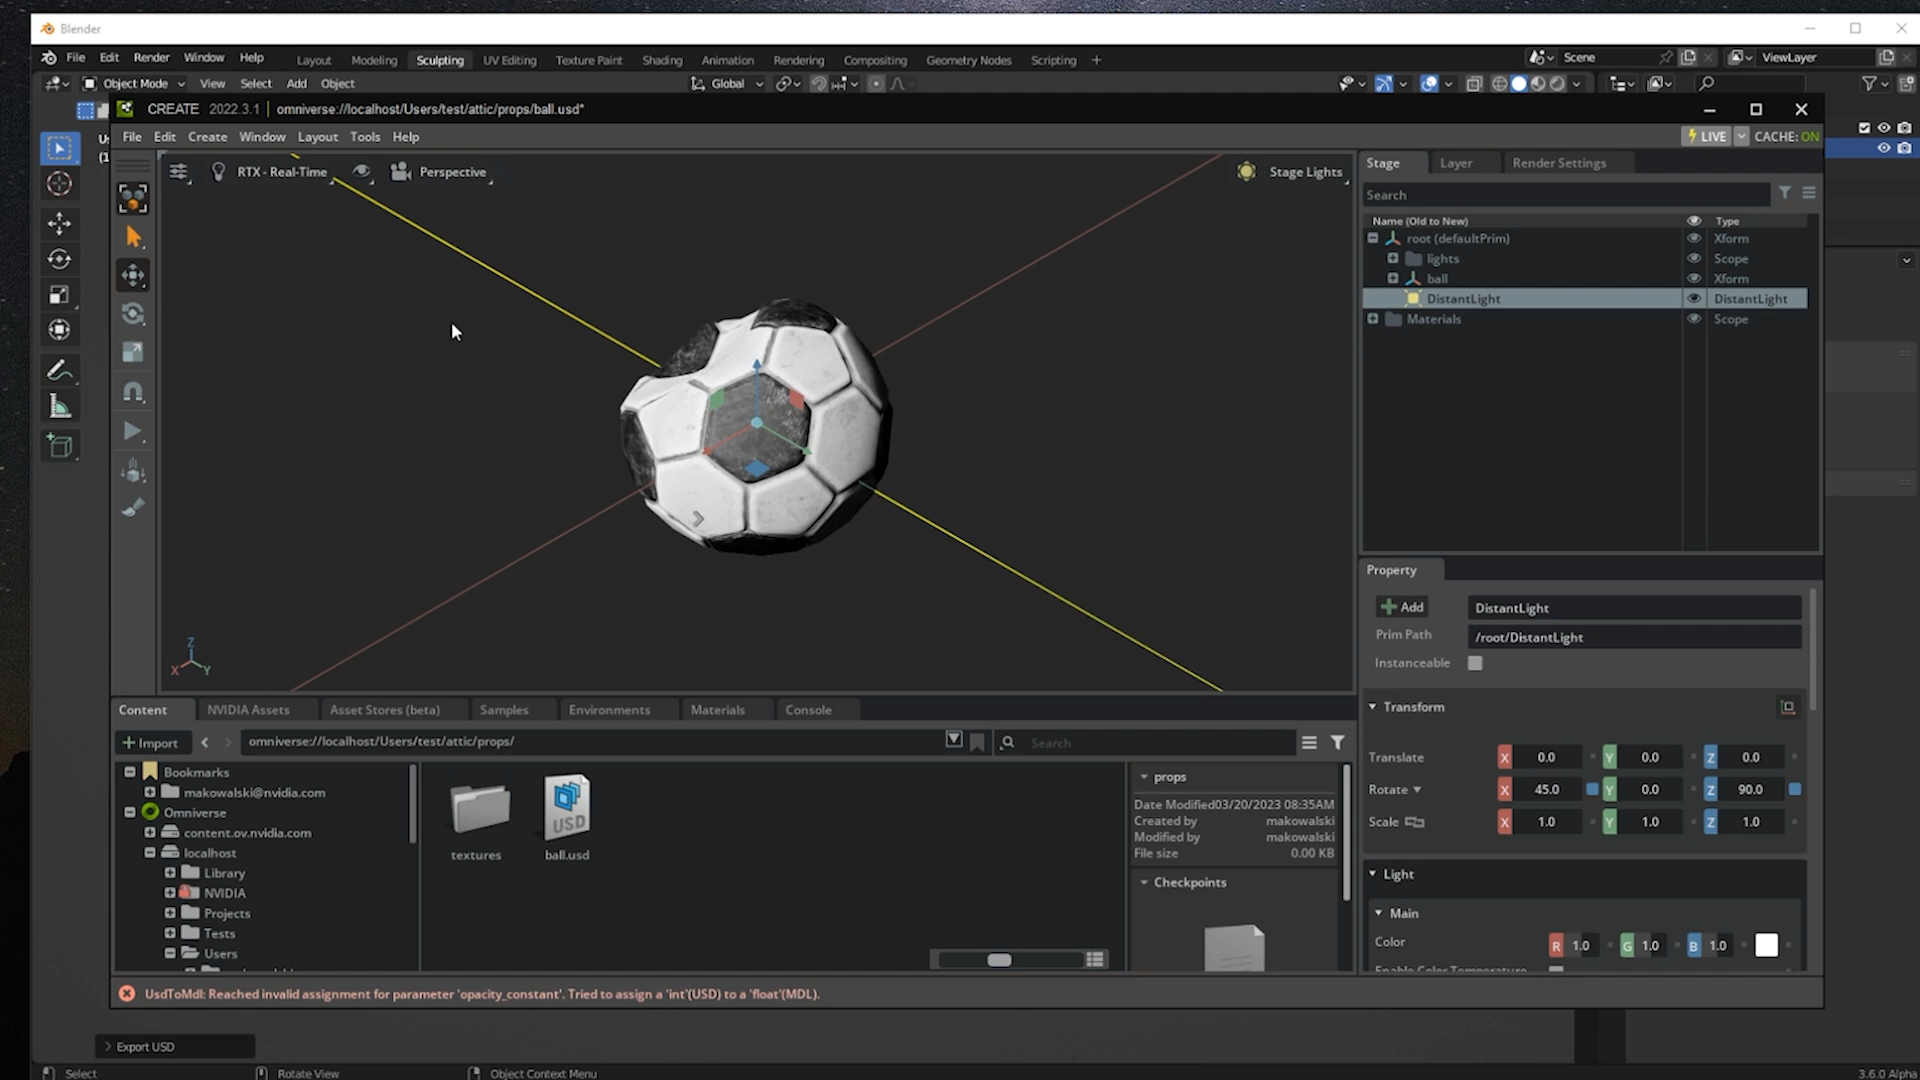 Blender
File Edit Render Window Help Layout Modeling Sculpting UV Editing Texture Paint Shading Animation Rendering Compositing Geometry Nodes Scripting + Scene ViewLayer
Object Mode View Select Add Object Global
CREATE 2022.3.1 | omniverse://localhost/Users/test/attic/props/ball.usd*
File Edit Create Window Layout Tools Help LIVE CACHE: ON
RTX - Real-Time Perspective Stage Lights
Stage Layer Render Settings
Search
Name (Old to New) Type
root (defaultPrim) Xform
lights Scope
ball Xform
DistantLight DistantLight
Materials Scope
Z
X Y
Property
Add DistantLight
Prim Path /root/DistantLight
Instanceable
Transform
Translate X 0.0 Y 0.0 Z 0.0
Rotate X 45.0 Y 0.0 Z 90.0
Scale X 1.0 Y 1.0 Z 1.0
Light
Main
Color R 1.0 G 1.0 B 1.0
Enable Color Temperature
Content NVIDIA Assets Asset Stores (beta) Samples Environments Materials Console
+ Import omniverse://localhost/Users/test/attic/props/ Search
Bookmarks
makowalski@nvidia.com
Omniverse
content.ov.nvidia.com
localhost
Library
NVIDIA
Projects
Tests
Users
USD
textures ball.usd
props
Date Modified03/20/2023 08:35AM
Created by makowalski
Modified by makowalski
File size 0.00 KB
Checkpoints
UsdToMdl: Reached invalid assignment for parameter 'opacity_constant'. Tried to assign a 'int'(USD) to a 'float'(MDL).
Export USD
Select Rotate View Object Context Menu 3.6.0 Alpha